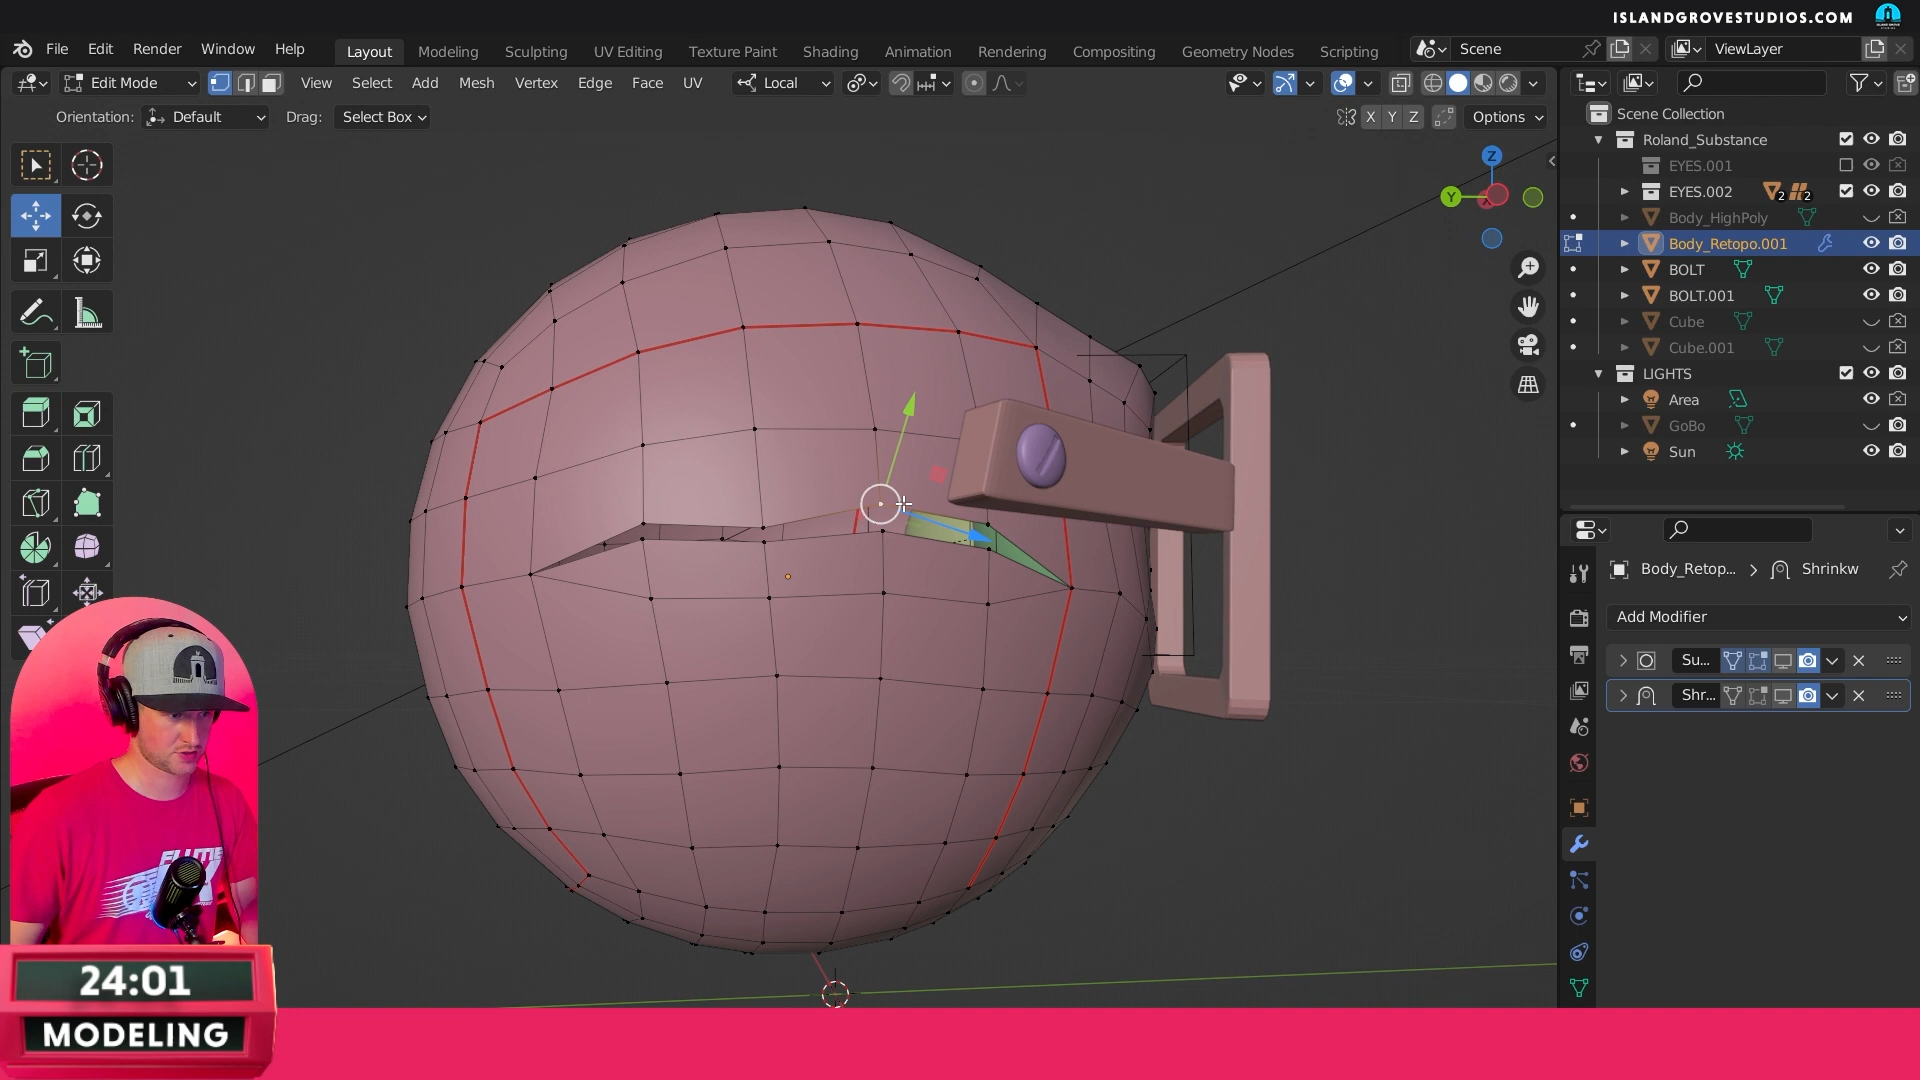 ISLANDGROVESTUDIOS.COM
File Edit Render Window Help
Layout Modeling Sculpting UV Editing Texture Paint Shading Animation Rendering Compositing Geometry Nodes Scripting
Scene
ViewLayer
Edit Mode
View Select Add Mesh Vertex Edge Face UV
Local
Orientation: Default Drag: Select Box
X Y Z Options
Z
Y
X
Scene Collection
Roland_Substance
EYES.001
EYES.002 2 2
Body_HighPoly
Body_Retopo.001
BOLT
BOLT.001
Cube
Cube.001
LIGHTS
Area
GoBo
Sun
Body_Retop... Shrinkw
Add Modifier
Su...
Shr...
24:01
MODELING